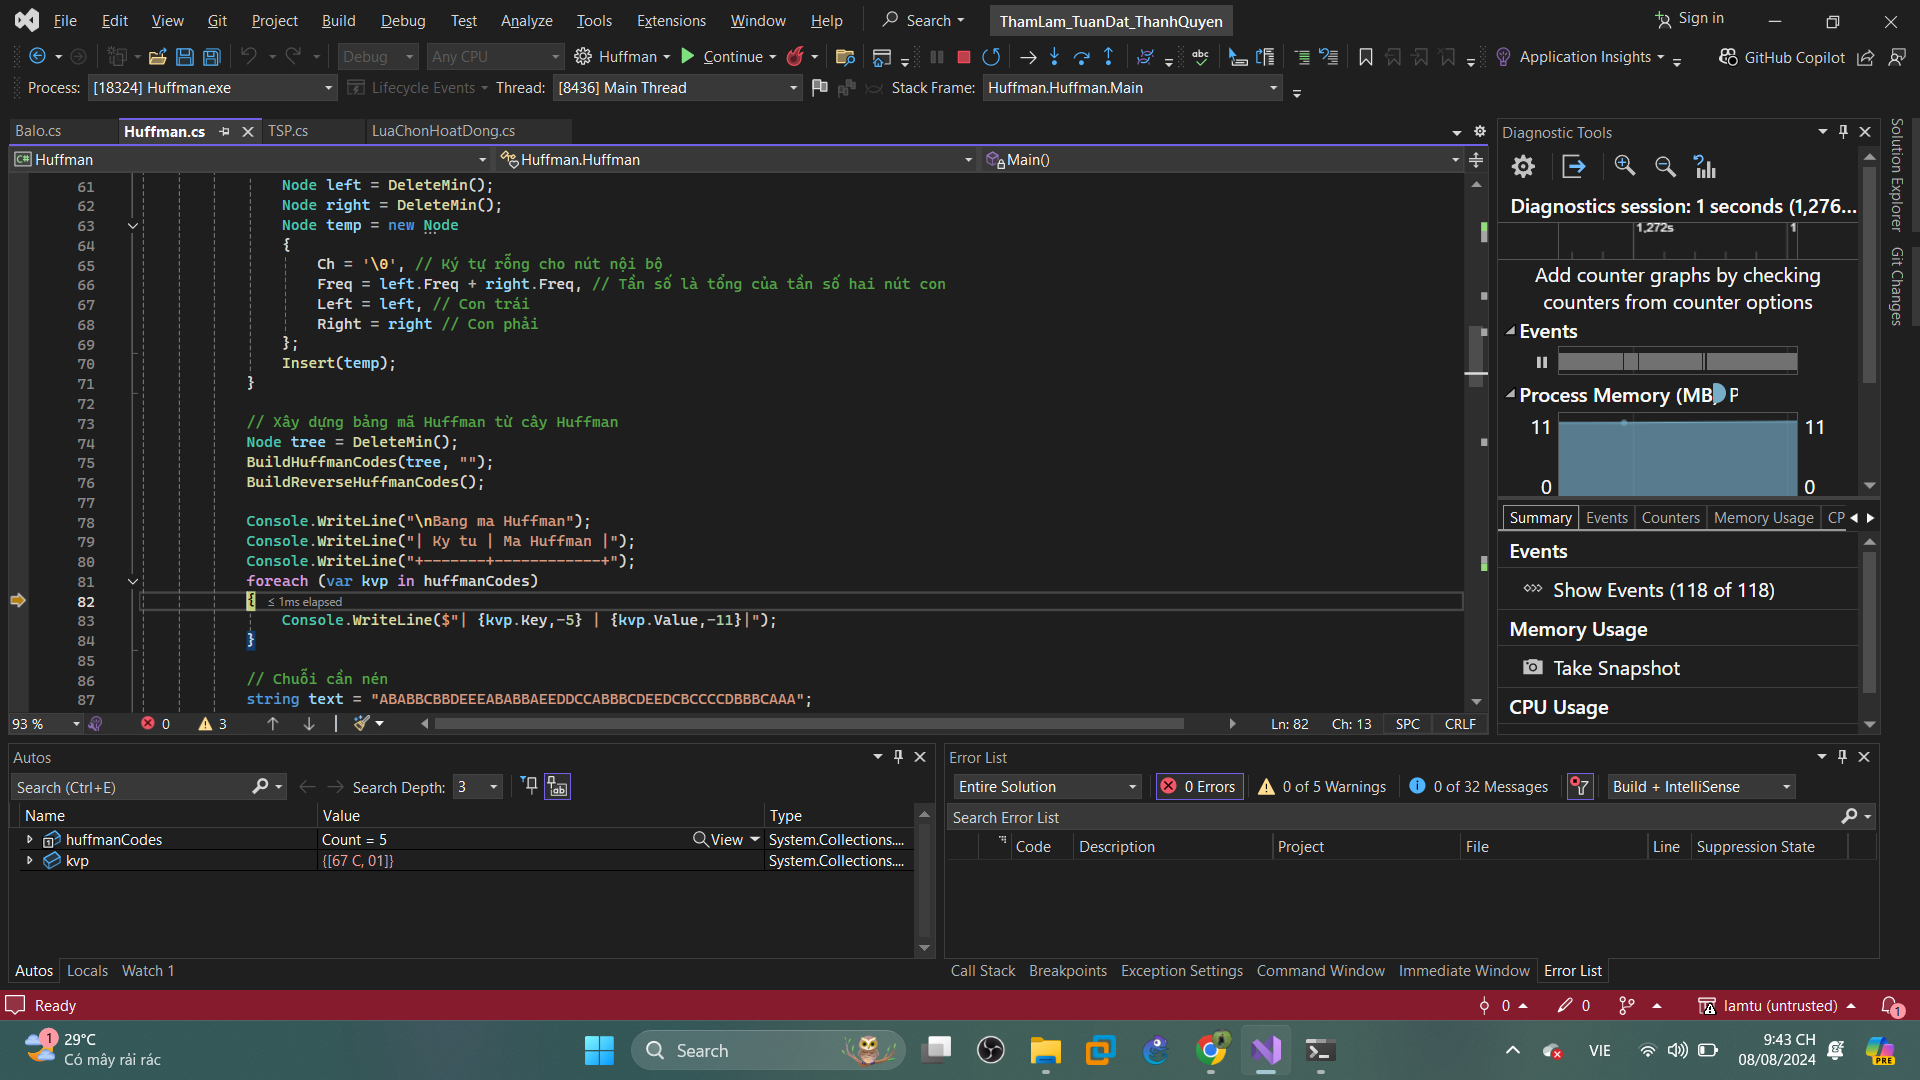 File Edit View Git Project Build Debug Test Analyze Tools Extensions Window Help Search ThamLam_TuanDat_ThanhQuyen Sign in
Debug Any CPU Huffman Continue Application Insights GitHub Copilot
Process: [18324] Huffman.exe Lifecycle Events Thread: [8436] Main Thread Stack Frame: Huffman.Huffman.Main
Balo.cs Huffman.cs TSP.cs LuaChonHoatDong.cs
Huffman Huffman.Huffman Main()
61 Node left = DeleteMin();
62 Node right = DeleteMin();
63 Node temp = new Node
64 {
65 Ch = '\0', // Ký tự rỗng cho nút nội bộ
66 Freq = left.Freq + right.Freq, // Tần số là tổng của tần số hai nút con
67 Left = left, // Con trái
68 Right = right // Con phải
69 };
70 Insert(temp);
71 }
72
73 // Xây dựng bảng mã Huffman từ cây Huffman
74 Node tree = DeleteMin();
75 BuildHuffmanCodes(tree, "");
76 BuildReverseHuffmanCodes();
77
78 Console.WriteLine("\nBang ma Huffman");
79 Console.WriteLine("| Ky tu | Ma Huffman |");
80 Console.WriteLine("+-------+------------+");
81 foreach (var kvp in huffmanCodes)
82 { ≤ 1ms elapsed
83 Console.WriteLine($"| {kvp.Key,-5} | {kvp.Value,-11}|");
84 }
85
86 // Chuỗi cần nén
87 string text = "ABABBCBBDEEEABABBAEEDDCCABBBCDEEDCBCCCCDBBBCAAA";
93 % 0 3 Ln: 82 Ch: 13 SPC CRLF
Diagnostic Tools
Diagnostics session: 1 seconds (1,276...
1,272s 1
Add counter graphs by checking
counters from counter options
Events
Process Memory (MB) P
11 11
0 0
Summary Events Counters Memory Usage CP
Events
Show Events (118 of 118)
Memory Usage
Take Snapshot
CPU Usage
Solution Explorer
Git Changes
Autos
Search (Ctrl+E) Search Depth: 3
Name Value Type
huffmanCodes Count = 5 View System.Collections....
kvp {[67 C, 01]} System.Collections....
Autos Locals Watch 1
Error List
Entire Solution 0 Errors 0 of 5 Warnings 0 of 32 Messages Build + IntelliSense
Search Error List
Code Description Project File Line Suppression State
Call Stack Breakpoints Exception Settings Command Window Immediate Window Error List
Ready 0 0 lamtu (untrusted) 1
1 29°C
Có mây rải rác
Search
VIE
9:43 CH
08/08/2024
PRE